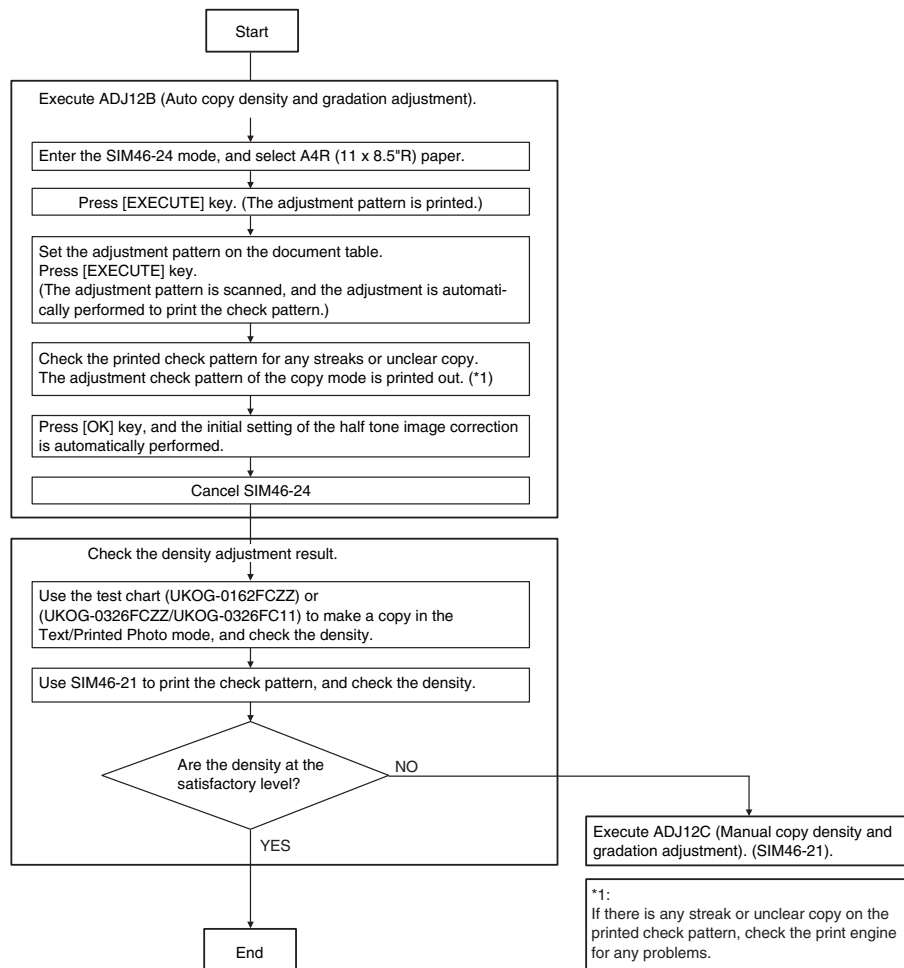 Start
Execute ADJ12B (Auto copy density and gradation adjustment).
Enter the SIM46-24 mode, and select A4R (11 x 8.5"R) paper.
Press [EXECUTE] key. (The adjustment pattern is printed.)
Set the adjustment pattern on the document table.
Press [EXECUTE] key.
(The adjustment pattern is scanned, and the adjustment is automati-
cally performed to print the check pattern.)
Check the printed check pattern for any streaks or unclear copy.
The adjustment check pattern of the copy mode is printed out. (*1)
Press [OK] key, and the initial setting of the half tone image correction
is automatically performed.
Cancel SIM46-24
Check the density adjustment result.
Use the test chart (UKOG-0162FCZZ) or
(UKOG-0326FCZZ/UKOG-0326FC11) to make a copy in the
Text/Printed Photo mode, and check the density.
Use SIM46-21 to print the check pattern, and check the density.
Are the density at the
satisfactory level?
NO
YES
Execute ADJ12C (Manual copy density and
gradation adjustment). (SIM46-21).
*1:
If there is any streak or unclear copy on the
printed check pattern, check the print engine
for any problems.
End